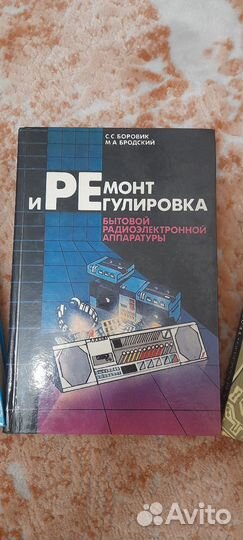 С С БОРОВИК
М А БРОДСКИЙ
РЕМОНТ
И РЕГУЛИРОВКА
БЫТОВОЙ
РАДИОЭЛЕКТРОННОЙ
АППАРАТУРЫ
Avito